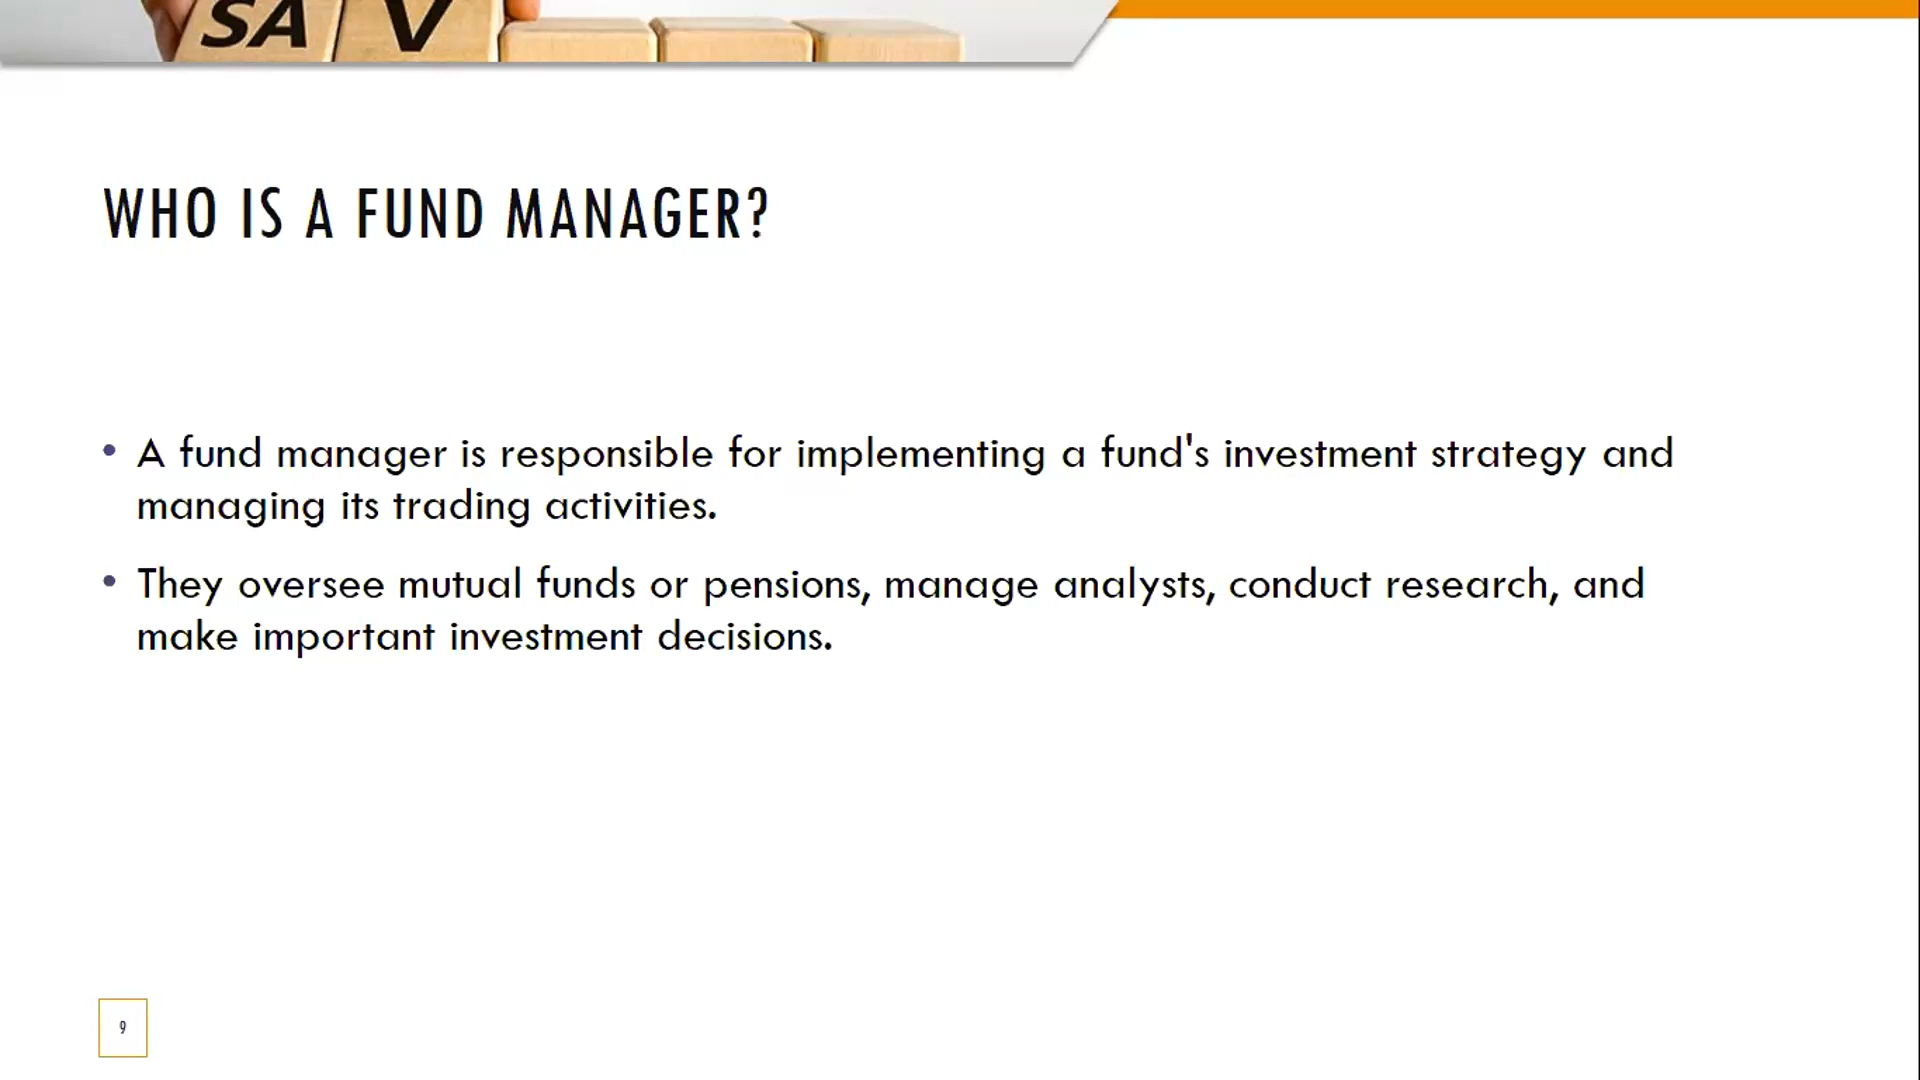 SA V
WHO IS A FUND MANAGER?
• A fund manager is responsible for implementing a fund's investment strategy and
managing its trading activities.
• They oversee mutual funds or pensions, manage analysts, conduct research, and
make important investment decisions.
9